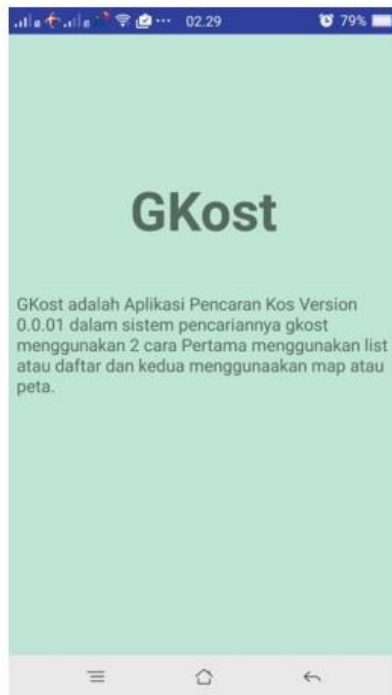 02.29
79%
GKost
GKost adalah Aplikasi Pencaran Kos Version
0.0.01 dalam sistem pencariannya gkost
menggunakan 2 cara Pertama menggunakan list
atau daftar dan kedua menggunaakan map atau
peta.